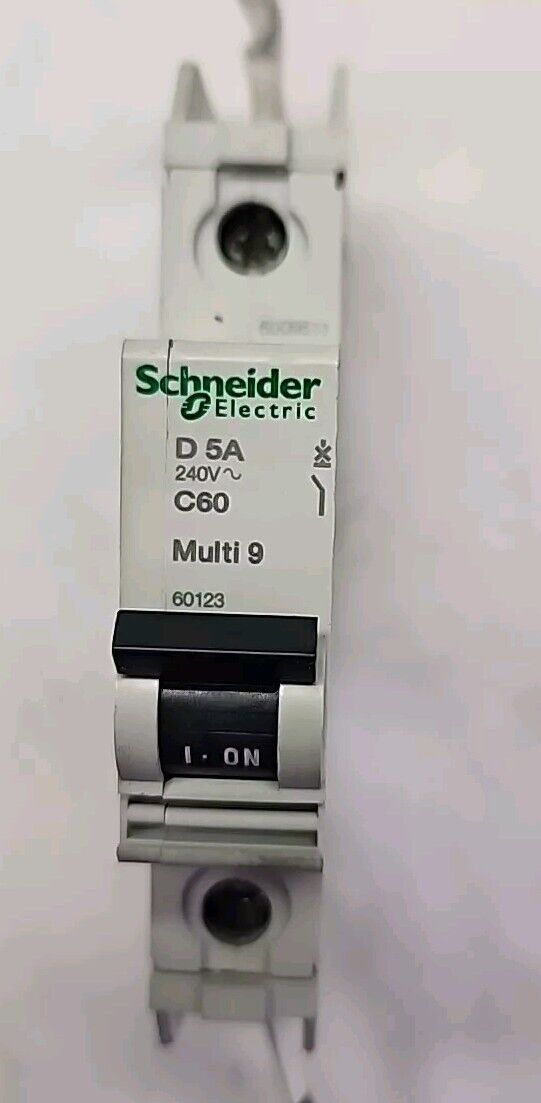 Schneider
Electric
D 5A
240V~
C60
Multi 9
60123
I · ON